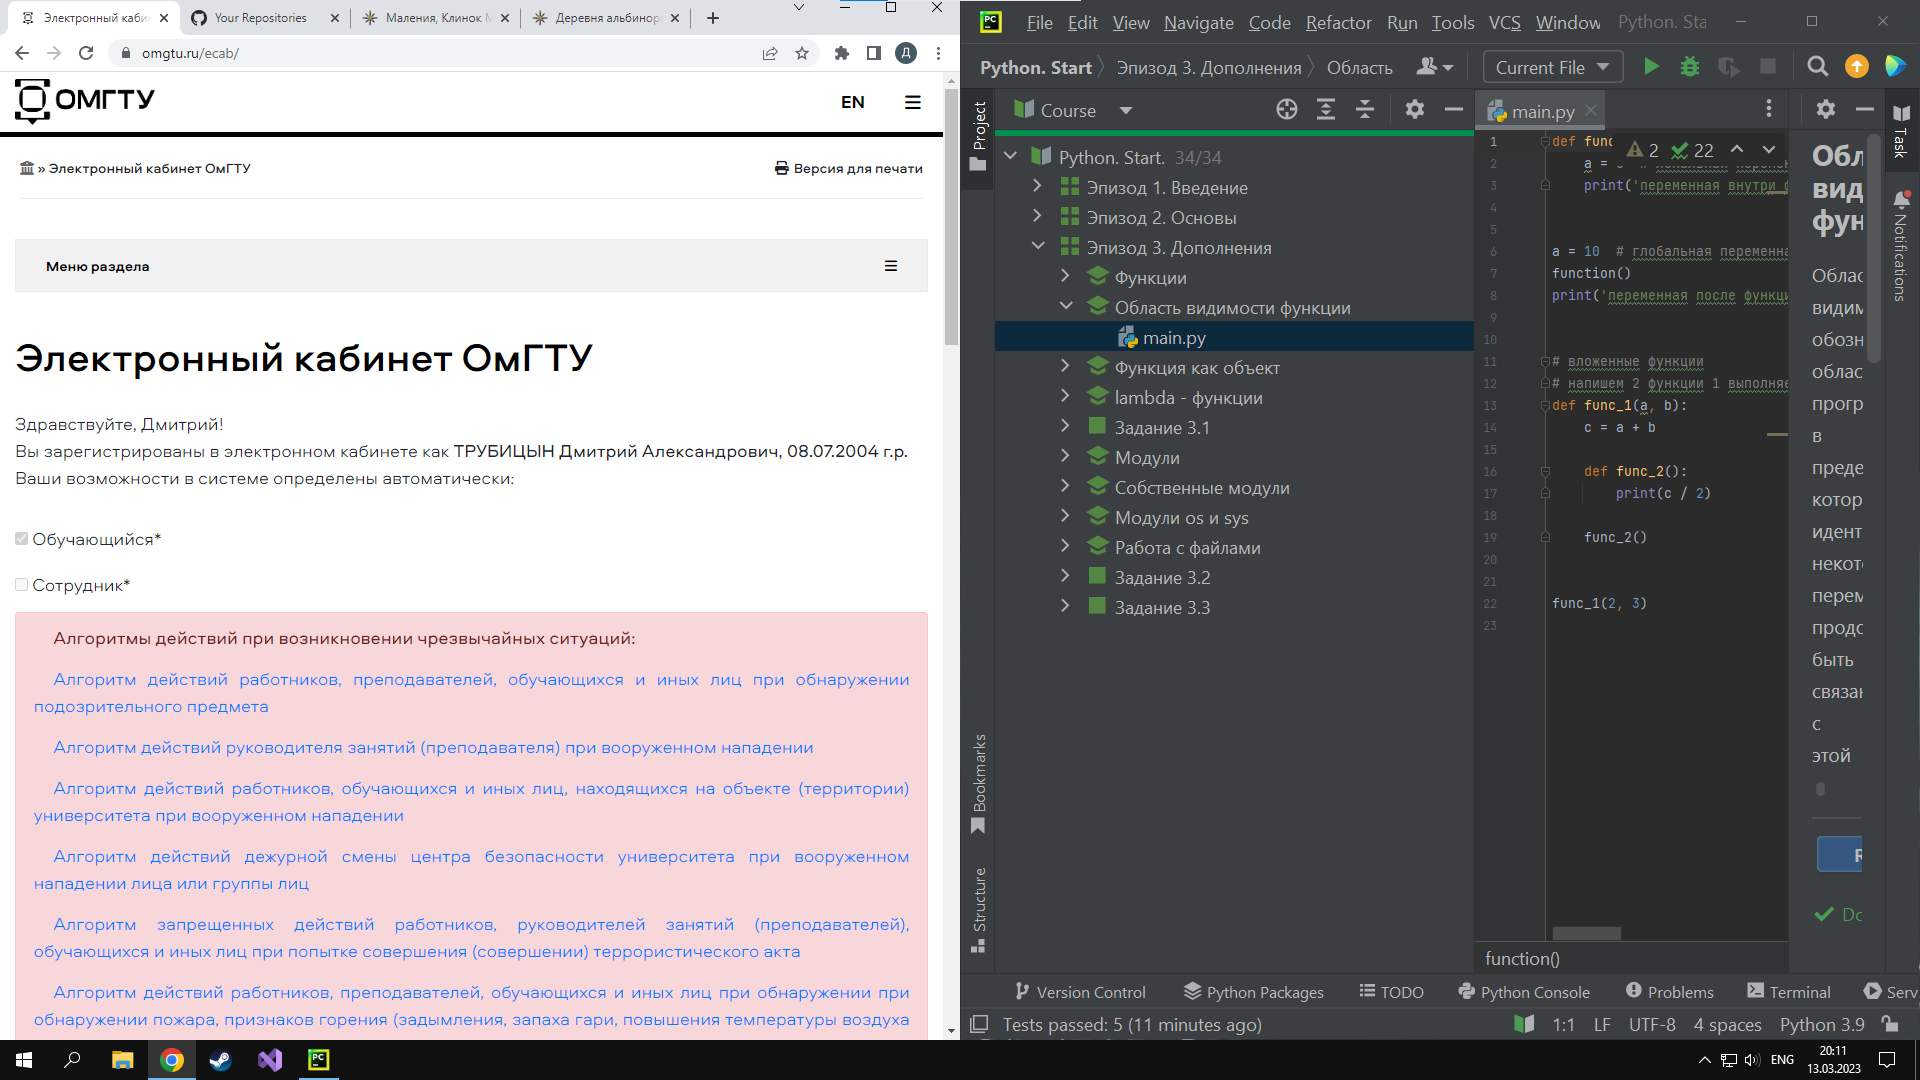 Электронный каби
Your Repositories
Маления, Клинок М
Деревня альбинор
omgtu.ru/ecab/
Д
ОМГТУ
EN
» Электронный кабинет ОмГТУ
Версия для печати
Меню раздела
Электронный кабинет ОмГТУ
Здравствуйте, Дмитрий!
Вы зарегистрированы в электронном кабинете как ТРУБИЦЫН Дмитрий Александрович, 08.07.2004 г.р.
Ваши возможности в системе определены автоматически:
Обучающийся*
Сотрудник*
Алгоритмы действий при возникновении чрезвычайных ситуаций:
Алгоритм действий работников, преподавателей, обучающихся и иных лиц при обнаружении
подозрительного предмета
Алгоритм действий руководителя занятий (преподавателя) при вооруженном нападении
Алгоритм действий работников, обучающихся и иных лиц, находящихся на объекте (территории)
университета при вооруженном нападении
Алгоритм действий дежурной смены центра безопасности университета при вооруженном
нападении лица или группы лиц
Алгоритм запрещенных действий работников, руководителей занятий (преподавателей),
обучающихся и иных лиц при попытке совершения (совершении) террористического акта
Алгоритм действий работников, преподавателей, обучающихся и иных лиц при обнаружении при
обнаружении пожара, признаков горения (задымления, запаха гари, повышения температуры воздуха
PC File Edit View Navigate Code Refactor Run Tools VCS Window Python. Sta
Python. Start Эпизод 3. Дополнения Область Current File
Project
Course
Python. Start. 34/34
Эпизод 1. Введение
Эпизод 2. Основы
Эпизод 3. Дополнения
Функции
Область видимости функции
main.py
Функция как объект
lambda - функции
Задание 3.1
Модули
Собственные модули
Модули os и sys
Работа с файлами
Задание 3.2
Задание 3.3
Bookmarks
Structure
main.py
2 22
1 def func
2 a =
3 print('переменная внутри ф
4
5
6 a = 10 # глобальная переменна
7 function()
8 print('переменная после функци
9
10
11 # вложенные функции
12 # напишем 2 функции 1 выполняе
13 def func_1(a, b):
14 c = a + b
15
16 def func_2():
17 print(c / 2)
18
19 func_2()
20
21
22 func_1(2, 3)
23
function()
Обл
вид
фун
Облас
видим
обозн
облас
прогр
в
преде
котор
идент
некото
перем
продо
быть
связан
с
этой
R
Do
Task
Notifications
Version Control Python Packages TODO Python Console Problems Terminal Serv
Tests passed: 5 (11 minutes ago) 1:1 LF UTF-8 4 spaces Python 3.9
PC
ENG
20:11
13.03.2023